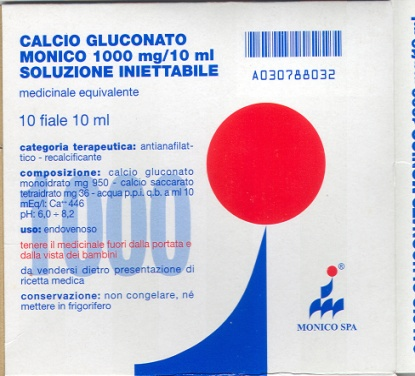 CALCIO GLUCONATO
MONICO 1000 mg/10 ml
SOLUZIONE INIETTABILE
medicinale equivalente
A030788032
10 fiale 10 ml
categoria terapeutica: antianafilat-
tico - recalcificante
composizione: calcio gluconato
monoidrato mg 950 - calcio saccarato
tetraidrato mg 36 - acqua p.p.i. q.b. a ml 10
mEq/l: Ca⁺⁺446
pH: 6,0 ÷ 8,2
1000
uso: endovenoso
tenere il medicinale fuori dalla portata e
dalla vista dei bambini
da vendersi dietro presentazione di
ricetta medica
conservazione: non congelare, né
mettere in frigorifero
®
MONICO SPA